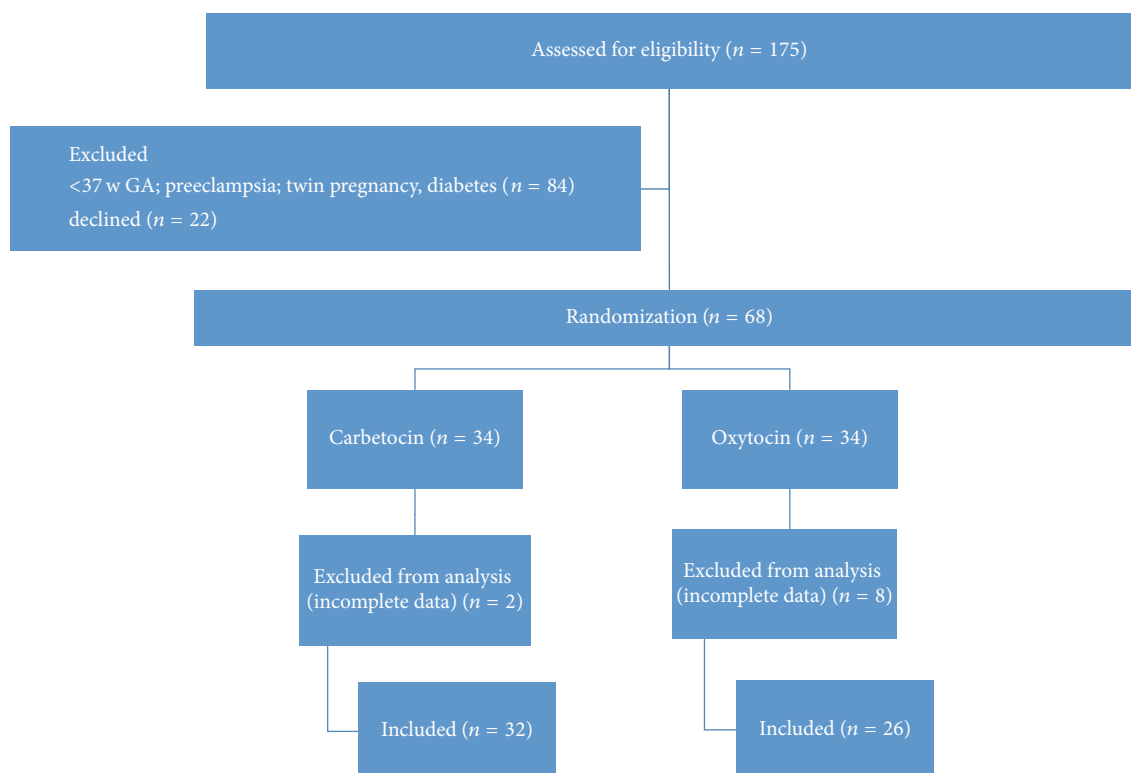 Assessed for eligibility (n = 175)
Excluded
<37 w GA; preeclampsia; twin pregnancy, diabetes (n = 84)
declined (n = 22)
Randomization (n = 68)
Carbetocin (n = 34)
Oxytocin (n = 34)
Excluded from analysis
(incomplete data) (n = 2)
Excluded from analysis
(incomplete data) (n = 8)
Included (n = 32)
Included (n = 26)